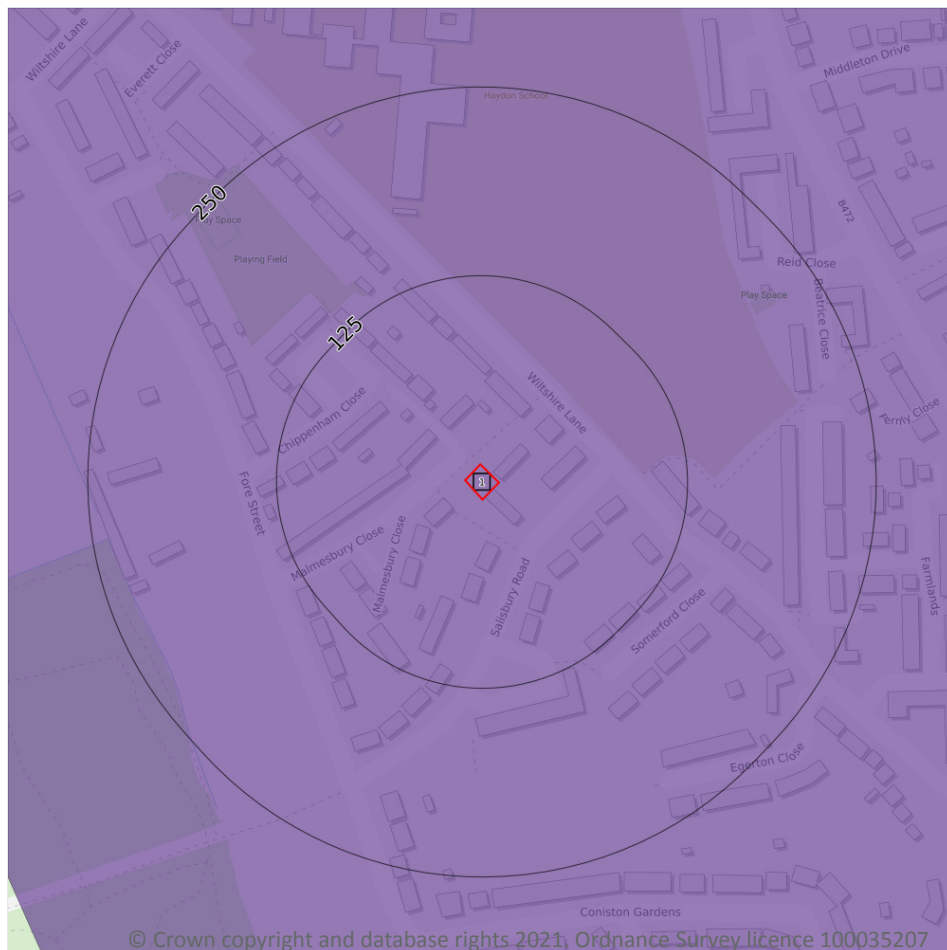 Wiltshire Lane
Everett Close
Middleton Drive
Haydon School
250
Play Space
Playing Field
B472
Reid Close
Play Space
Beatrice Close
125
Wiltshire Lane
Chippenham Close
Close
Fore Street
1
Malmesbury Close
Malmesbury Close
Salisbury Road
Somerford Close
Farmlands
Egerton Close
Coniston Gardens
© Crown copyright and database rights 2021, Ordnance Survey licence 100035207